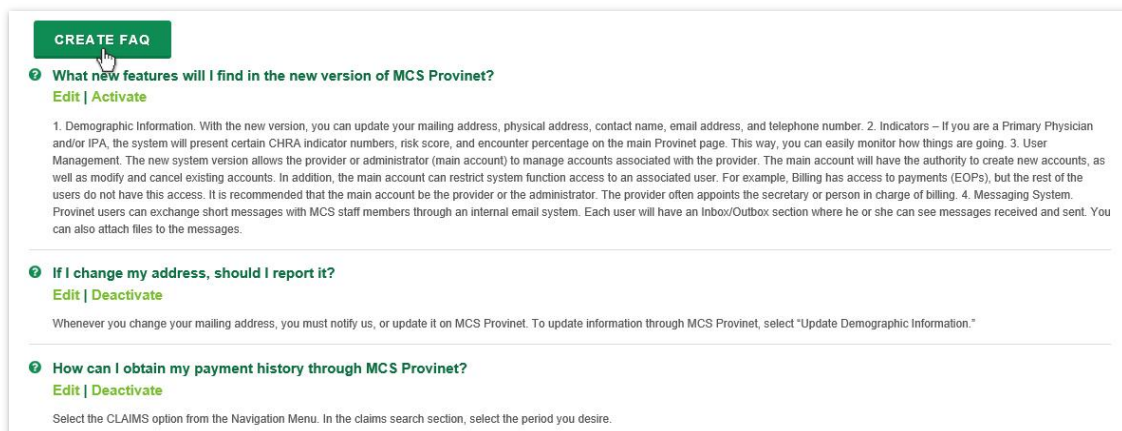 CREATE FAQ
What new features will I find in the new version of MCS Provinet?
Edit | Activate
1. Demographic Information. With the new version, you can update your mailing address, physical address, contact name, email address, and telephone number. 2. Indicators – If you are a Primary Physician
and/or IPA, the system will present certain CHRA indicator numbers, risk score, and encounter percentage on the main Provinet page. This way, you can easily monitor how things are going. 3. User
Management. The new system version allows the provider or administrator (main account) to manage accounts associated with the provider. The main account will have the authority to create new accounts, as
well as modify and cancel existing accounts. In addition, the main account can restrict system function access to an associated user. For example, Billing has access to payments (EOPs), but the rest of the
users do not have this access. It is recommended that the main account be the provider or the administrator. The provider often appoints the secretary or person in charge of billing. 4. Messaging System.
Provinet users can exchange short messages with MCS staff members through an internal email system. Each user will have an Inbox/Outbox section where he or she can see messages received and sent. You
can also attach files to the messages.
If I change my address, should I report it?
Edit | Deactivate
Whenever you change your mailing address, you must notify us, or update it on MCS Provinet. To update information through MCS Provinet, select “Update Demographic Information.”
How can I obtain my payment history through MCS Provinet?
Edit | Deactivate
Select the CLAIMS option from the Navigation Menu. In the claims search section, select the period you desire.